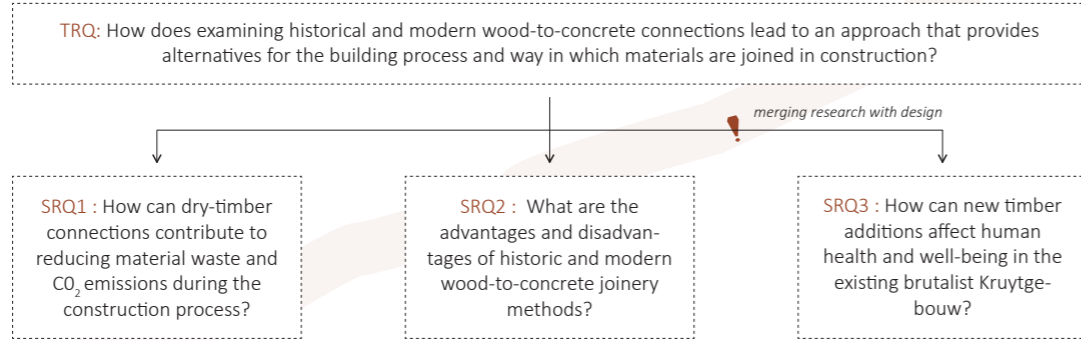 TRQ: How does examining historical and modern wood-to-concrete connections lead to an approach that provides
alternatives for the building process and way in which materials are joined in construction?
merging research with design
SRQ1 : How can dry-timber
connections contribute to
reducing material waste and
C0₂ emissions during the
construction process?
SRQ2 : What are the
advantages and disadvan-
tages of historic and modern
wood-to-concrete joinery
methods?
SRQ3 : How can new timber
additions affect human
health and well-being in the
existing brutalist Kruytge-
bouw?